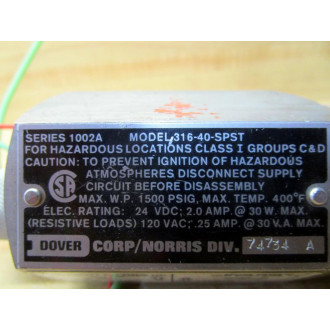 SERIES 1002A MODEL 316-40-SPST
FOR HAZARDOUS LOCATIONS CLASS I GROUPS C&D
CAUTION: TO PREVENT IGNITION OF HAZARDOUS
ATMOSPHERES DISCONNECT SUPPLY
CIRCUIT BEFORE DISASSEMBLY
MAX. W.P. 1500 PSIG, MAX. TEMP. 400°F
ELEC. RATING: 24 VDC; 2.0 AMP. @ 30 W. MAX.
(RESISTIVE LOADS) 120 VAC; .25 AMP @ 30 V.A. MAX.
DOVER CORP/NORRIS DIV. 74734 A